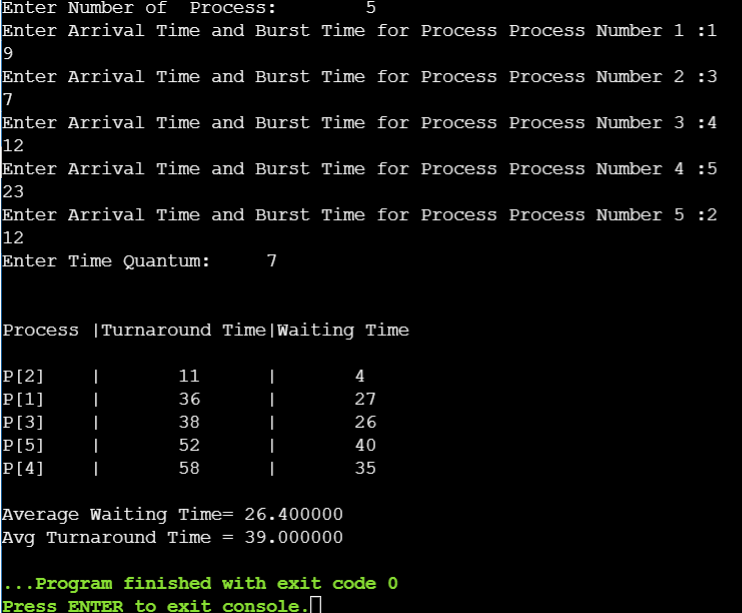 Enter Number of  Process:        5
Enter Arrival Time and Burst Time for Process Process Number 1 :1
9
Enter Arrival Time and Burst Time for Process Process Number 2 :3
7
Enter Arrival Time and Burst Time for Process Process Number 3 :4
12
Enter Arrival Time and Burst Time for Process Process Number 4 :5
23
Enter Arrival Time and Burst Time for Process Process Number 5 :2
12
Enter Time Quantum:     7
Process |Turnaround Time|Waiting Time
P[2]    |       11      |       4
P[1]    |       36      |       27
P[3]    |       38      |       26
P[5]    |       52      |       40
P[4]    |       58      |       35
Average Waiting Time= 26.400000
Avg Turnaround Time = 39.000000
...Program finished with exit code 0
Press ENTER to exit console.